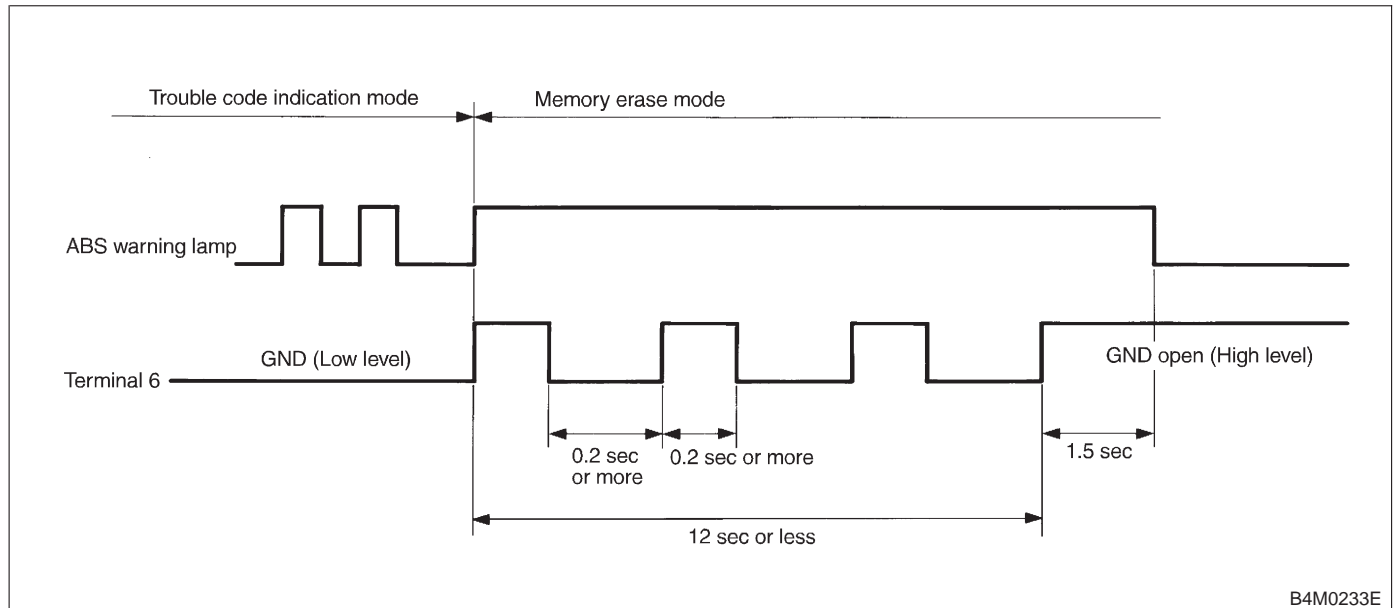 Trouble code indication mode
Memory erase mode
ABS warning lamp
GND (Low level)
GND open (High level)
Terminal 6
0.2 sec
or more
0.2 sec or more
1.5 sec
12 sec or less
B4M0233E